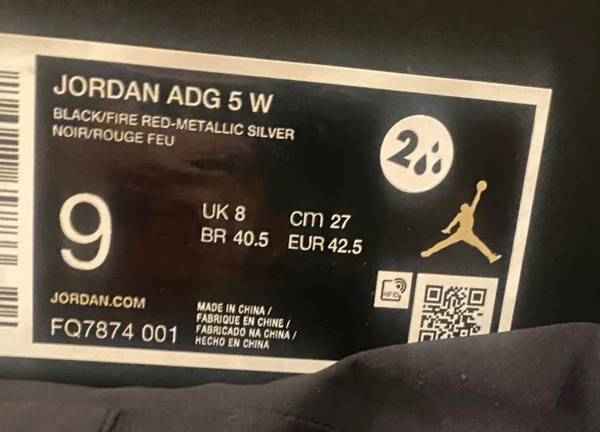 JORDAN ADG 5 W
BLACK/FIRE RED-METALLIC SILVER
NOIR/ROUGE FEU
2
9
UK 8 cm 27
BR 40.5 EUR 42.5
RFID
JORDAN.COM
FQ7874 001
MADE IN CHINA /
FABRIQUE EN CHINE /
FABRICADO NA CHINA /
HECHO EN CHINA